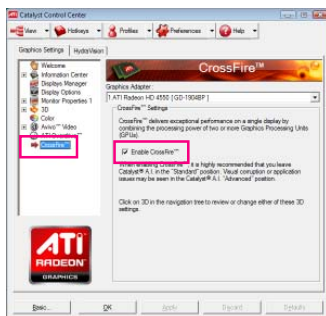 Catalyst Control Center
View Hotkeys Profiles Preferences Help
Graphics Settings HydraVision
Welcome
Information Center
Displays Manager
Display Options
Monitor Properties 1
3D
Color
Avivo™ Video
CrossFire™
CrossFire™
Graphics Adapter
1.ATI Radeon HD 4550 [ GD-1904BP ]
CrossFire™ Settings
CrossFire™ delivers exceptional performance on a single display by
combining the processing power of two or more Graphics Processing Units
(GPUs).
Enable CrossFire™
When enabling CrossFire™, it is highly recommended that you leave
Catalyst® A.I. in the "Standard" position. Visual corruption or application
issues may be seen in the Catalyst® A.I. "Advanced" position.
Click on 3D in the navigation tree to review or change either of these 3D
settings.
ATI
RADEON
GRAPHICS
Basic... OK Apply Discard Defaults